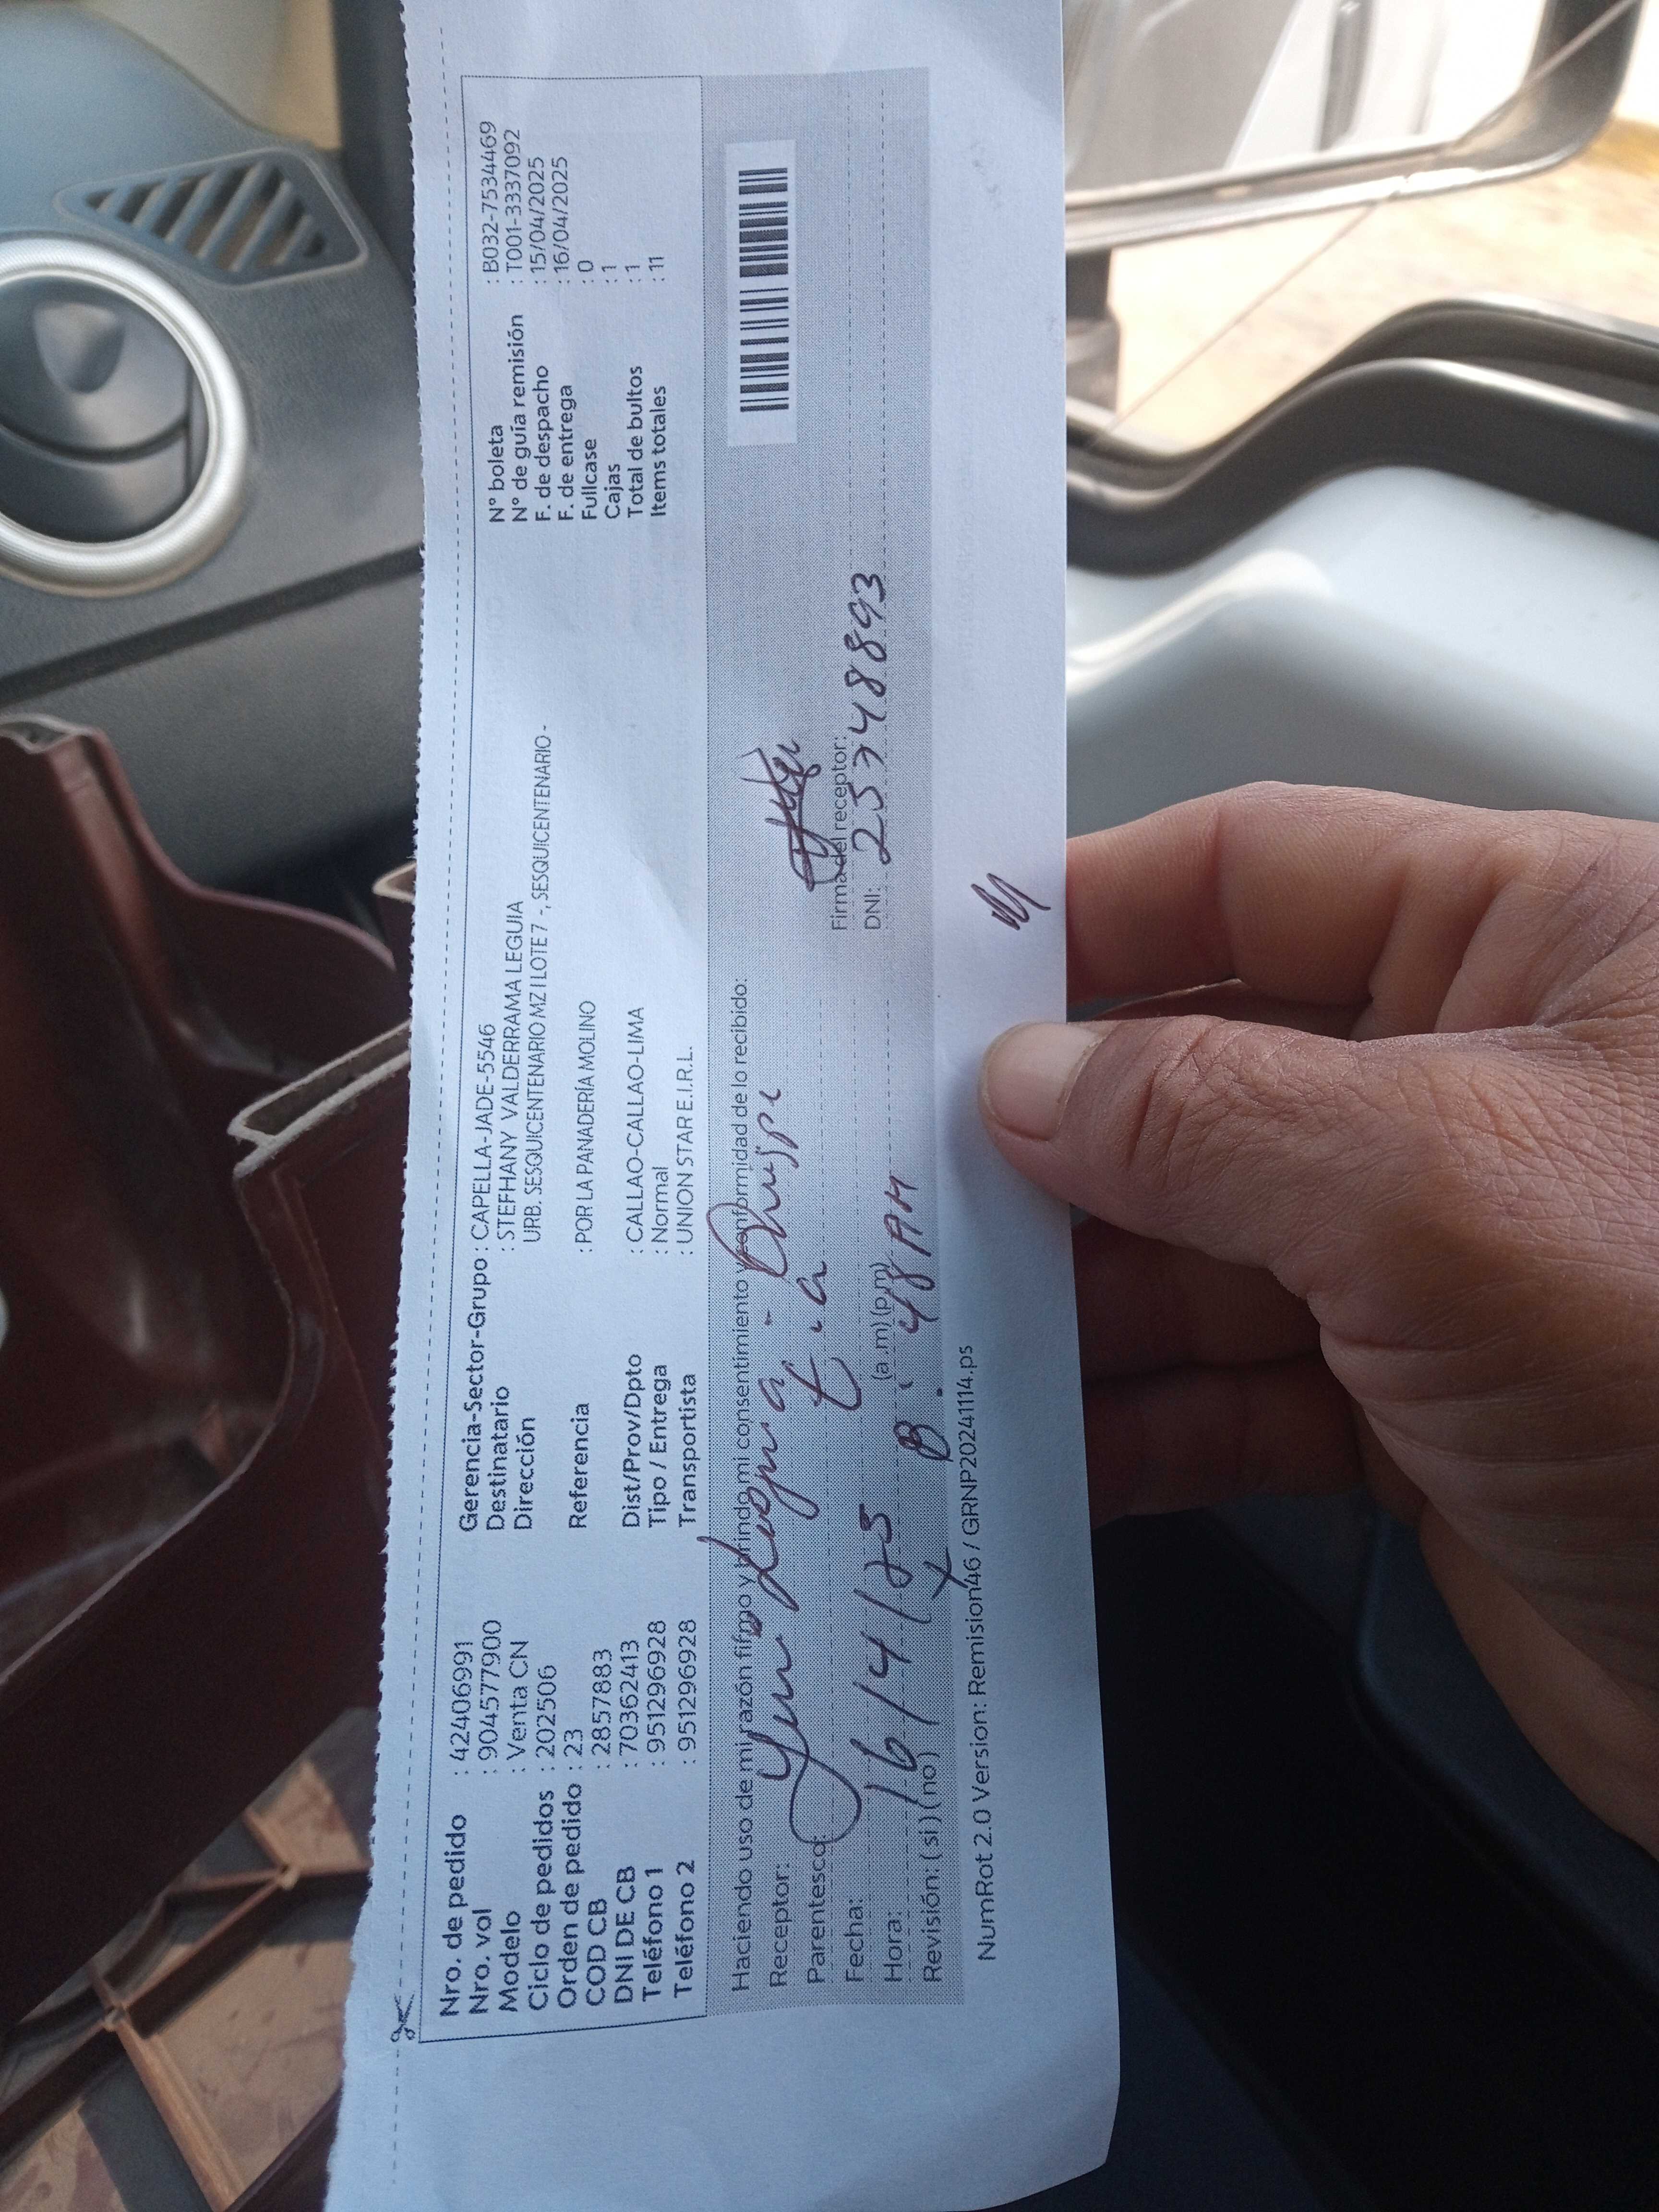 Nro. de pedido : 42406991
Nro. vol : 904577900
Modelo : Venta CN
Ciclo de pedidos : 202506
Orden de pedido : 23
COD CB : 2857883
DNI DE CB : 70362413
Teléfono 1 : 951296928
Teléfono 2 : 951296928
Gerencia-Sector-Grupo : CAPELLA-JADE-5546
Destinatario : STEFHANY VALDERRAMA LEGUIA
Dirección URB. SESQUICENTENARIO MZ I LOTE 7 -, SESQUICENTENARIO -
Referencia : POR LA PANADERÍA MOLINO
Dist/Prov/Dpto : CALLAO-CALLAO-LIMA
Tipo / Entrega : Normal
Transportista : UNION STAR E.I.R.L.
N° boleta : B032-7534469
N° de guía remisión : T001-3337092
F. de despacho : 15/04/2025
F. de entrega : 16/04/2025
Fullcase : 0
Cajas : 1
Total de bultos : 1
Items totales : 11
Haciendo uso de mi razón fifmo y brindo mi consentimiento y conformidad de lo recibido:
Receptor:
Parentesco: tia
Fecha: 16/4/25
Hora: 8:48 AM (a.m) (p.m)
Revisión: (si) (no) X
Firma del receptor:
DNI: 25748893
NumRot 2.0 Version: Remision46 / GRNP20241114.ps